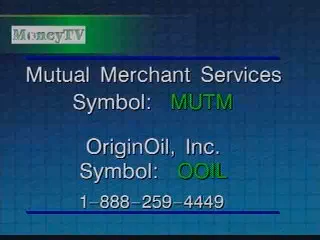 MoneyTV
Mutual Merchant Services
Symbol: MUTM
OriginOil, Inc.
Symbol: OOIL
1-888-259-4449